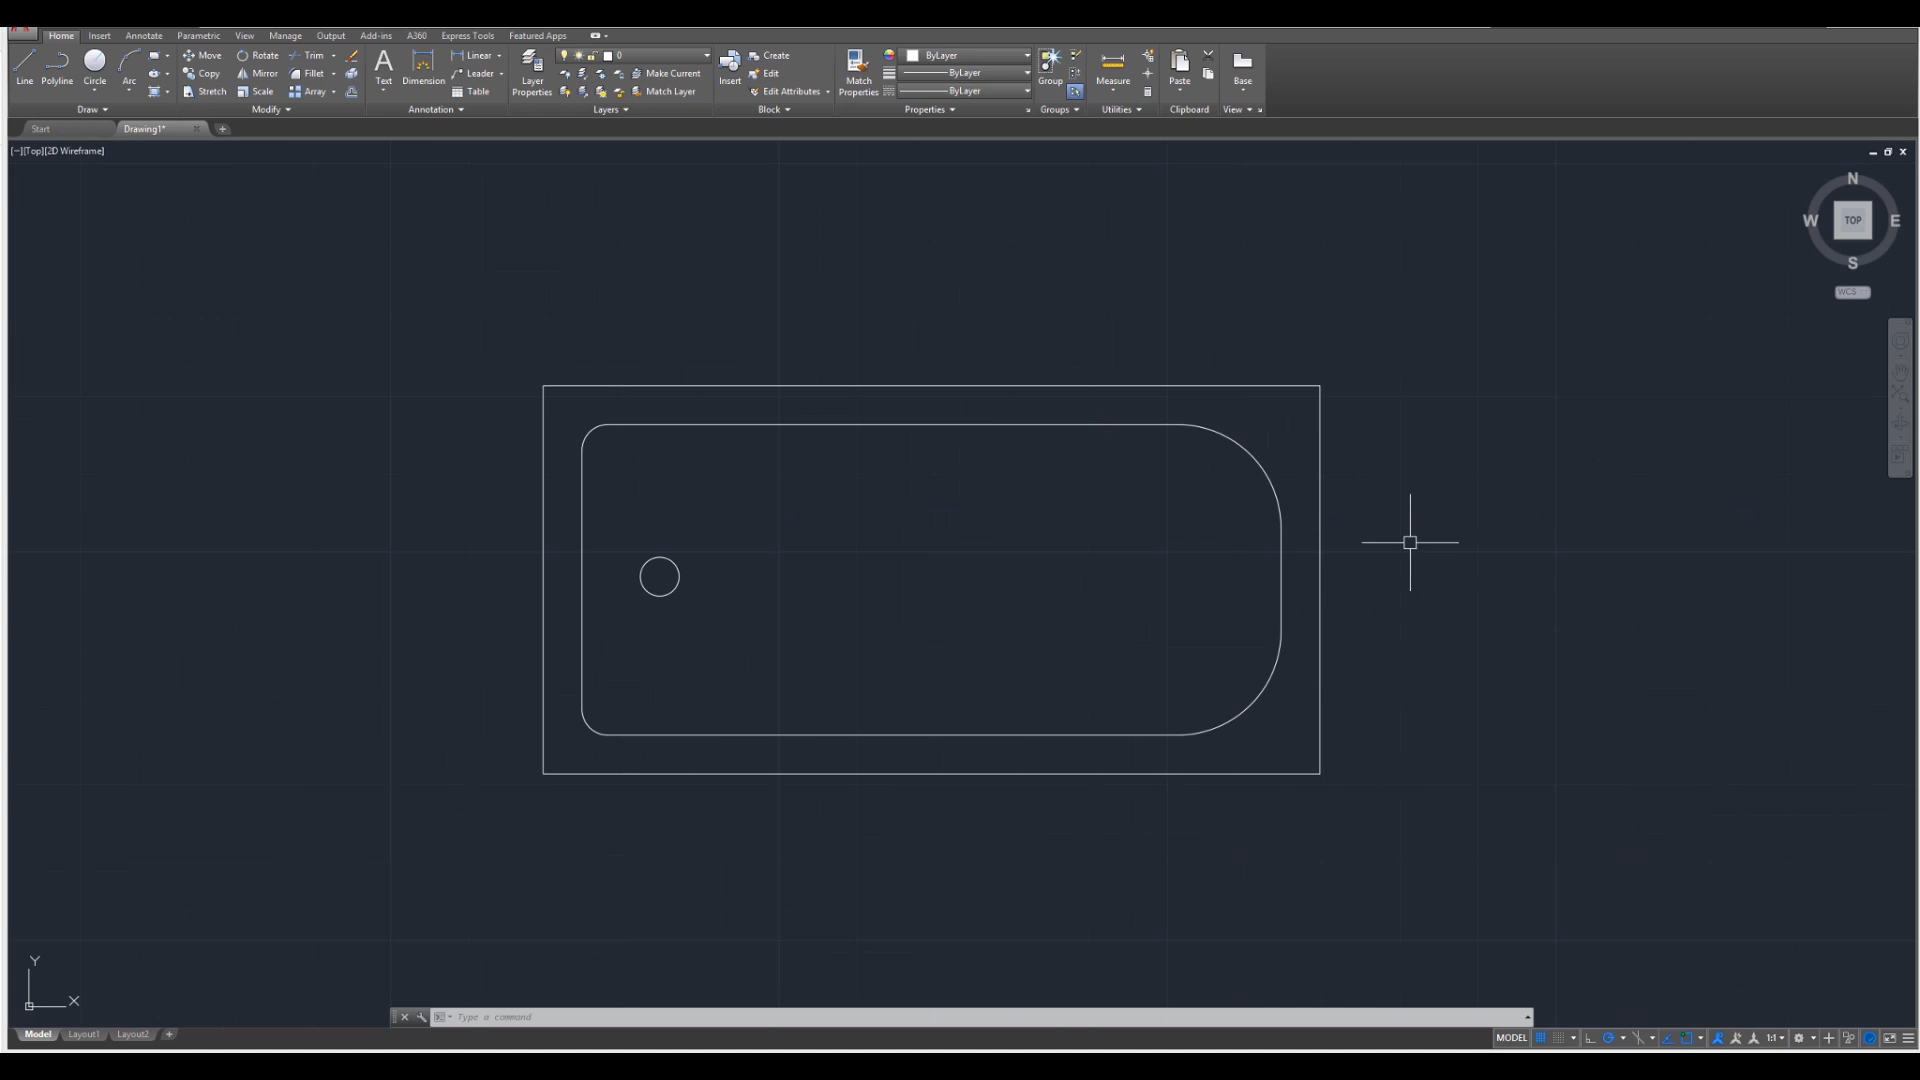 Home Insert Annotate Parametric View Manage Output Add-ins A360 Express Tools Featured Apps
Line Polyline Circle Arc
Move Rotate Trim
Copy Mirror Fillet
Stretch Scale Array
Text Dimension
Linear
Leader
Table
Layer Properties
0
Make Current
Match Layer
Insert
Create
Edit
Edit Attributes
Match Properties
ByLayer
ByLayer
ByLayer
Group Measure Paste Base
Draw Modify Annotation Layers Block Properties Groups Utilities Clipboard View
Start Drawing1*
[−][Top][2D Wireframe]
N
W TOP E
S
WCS
Y
X
Type a command
Model Layout1 Layout2
MODEL 1:1